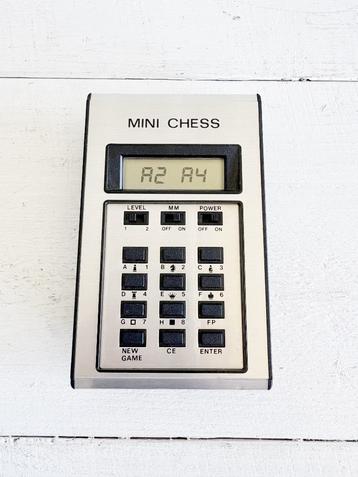 MINI CHESS
A2 A4
LEVEL MM POWER
1 2 OFF ON OFF ON
A 1 B 2 C 3
D 4 E 5 F 6
G 7 H 8 FP
NEW GAME CE ENTER